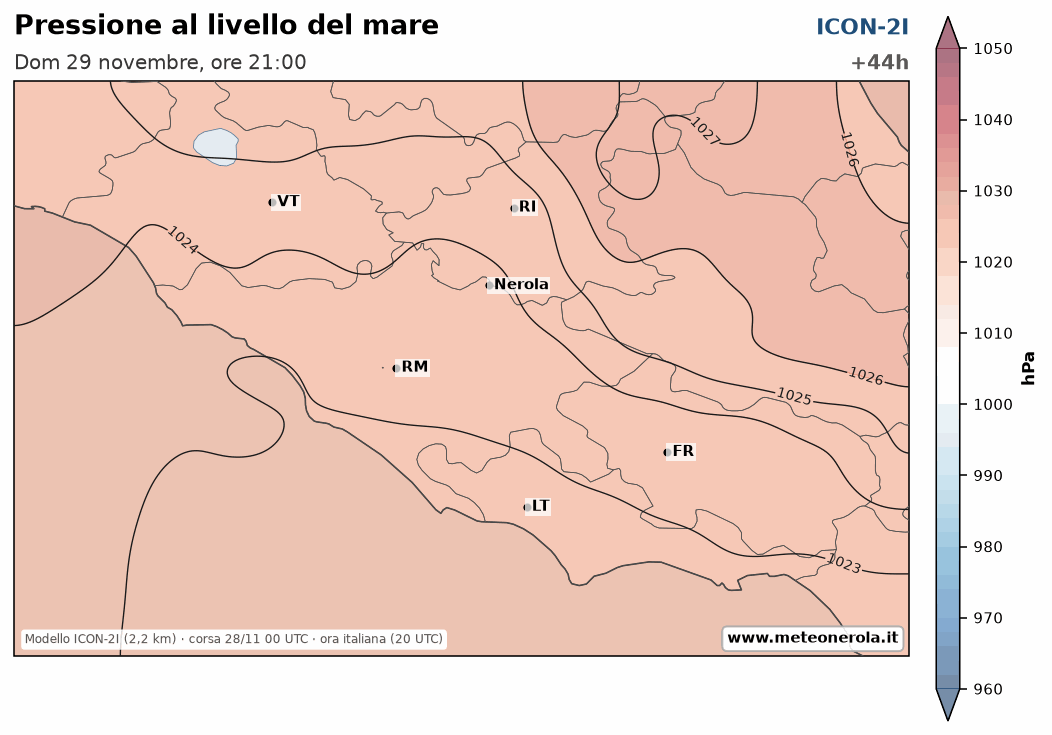 Pressione al livello del mare
ICON-2I
Dom 29 novembre, ore 21:00
+44h
1050
1040
1030
1020
1010
1000
990
980
970
960
hPa
1027
1026
VT
RI
1024
Nerola
RM
1026
1025
FR
LT
1023
Modello ICON-2I (2,2 km) · corsa 28/11 00 UTC · ora italiana (20 UTC)
www.meteonerola.it